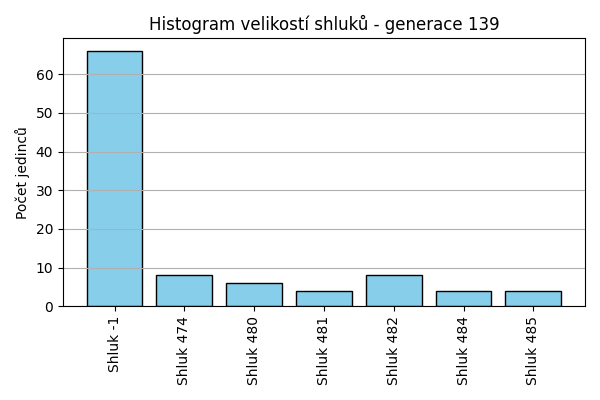 Histogram velikostí shluků - generace 139
Počet jedinců
60
50
40
30
20
10
0
Shluk -1
Shluk 474
Shluk 480
Shluk 481
Shluk 482
Shluk 484
Shluk 485